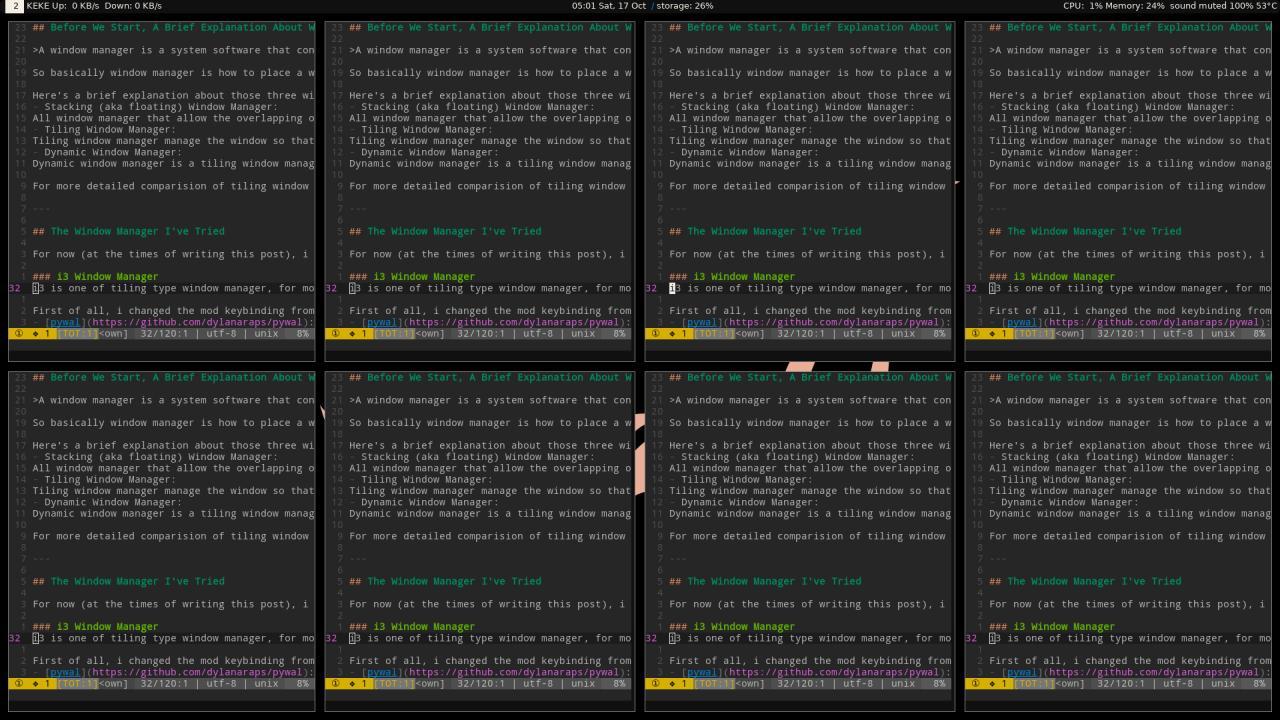 2 KEKE Up: 0 KB/s Down: 0 KB/s 05:01 Sat, 17 Oct / storage: 26% CPU: 1% Memory: 24% sound muted 100% 53°C
23 ## Before We Start, A Brief Explanation About W
22
21 >A window manager is a system software that con
20
19 So basically window manager is how to place a w
18
17 Here's a brief explanation about those three wi
16 - Stacking (aka floating) Window Manager:
15 All window manager that allow the overlapping o
14 - Tiling Window Manager:
13 Tiling window manager manage the window so that
12 - Dynamic Window Manager:
11 Dynamic window manager is a tiling window manag
10
9 For more detailed comparision of tiling window
8
7 ---
6
5 ## The Window Manager I've Tried
4
3 For now (at the times of writing this post), i
2
1 ### i3 Window Manager
32 i3 is one of tiling type window manager, for mo
1
2 First of all, i changed the mod keybinding from
3 - [pywal](https://github.com/dylanaraps/pywal):
① ❖ 1 [TOT:1]<own] 32/120:1 | utf-8 | unix 8%
23 ## Before We Start, A Brief Explanation About W
22
21 >A window manager is a system software that con
20
19 So basically window manager is how to place a w
18
17 Here's a brief explanation about those three wi
16 - Stacking (aka floating) Window Manager:
15 All window manager that allow the overlapping o
14 - Tiling Window Manager:
13 Tiling window manager manage the window so that
12 - Dynamic Window Manager:
11 Dynamic window manager is a tiling window manag
10
9 For more detailed comparision of tiling window
8
7 ---
6
5 ## The Window Manager I've Tried
4
3 For now (at the times of writing this post), i
2
1 ### i3 Window Manager
32 i3 is one of tiling type window manager, for mo
1
2 First of all, i changed the mod keybinding from
3 - [pywal](https://github.com/dylanaraps/pywal):
① ❖ 1 [TOT:1]<own] 32/120:1 | utf-8 | unix 8%
23 ## Before We Start, A Brief Explanation About W
22
21 >A window manager is a system software that con
20
19 So basically window manager is how to place a w
18
17 Here's a brief explanation about those three wi
16 - Stacking (aka floating) Window Manager:
15 All window manager that allow the overlapping o
14 - Tiling Window Manager:
13 Tiling window manager manage the window so that
12 - Dynamic Window Manager:
11 Dynamic window manager is a tiling window manag
10
9 For more detailed comparision of tiling window
8
7 ---
6
5 ## The Window Manager I've Tried
4
3 For now (at the times of writing this post), i
2
1 ### i3 Window Manager
32 i3 is one of tiling type window manager, for mo
1
2 First of all, i changed the mod keybinding from
3 - [pywal](https://github.com/dylanaraps/pywal):
① ❖ 1 [TOT:1]<own] 32/120:1 | utf-8 | unix 8%
23 ## Before We Start, A Brief Explanation About W
22
21 >A window manager is a system software that con
20
19 So basically window manager is how to place a w
18
17 Here's a brief explanation about those three wi
16 - Stacking (aka floating) Window Manager:
15 All window manager that allow the overlapping o
14 - Tiling Window Manager:
13 Tiling window manager manage the window so that
12 - Dynamic Window Manager:
11 Dynamic window manager is a tiling window manag
10
9 For more detailed comparision of tiling window
8
7 ---
6
5 ## The Window Manager I've Tried
4
3 For now (at the times of writing this post), i
2
1 ### i3 Window Manager
32 i3 is one of tiling type window manager, for mo
1
2 First of all, i changed the mod keybinding from
3 - [pywal](https://github.com/dylanaraps/pywal):
① ❖ 1 [TOT:1]<own] 32/120:1 | utf-8 | unix 8%
23 ## Before We Start, A Brief Explanation About W
22
21 >A window manager is a system software that con
20
19 So basically window manager is how to place a w
18
17 Here's a brief explanation about those three wi
16 - Stacking (aka floating) Window Manager:
15 All window manager that allow the overlapping o
14 - Tiling Window Manager:
13 Tiling window manager manage the window so that
12 - Dynamic Window Manager:
11 Dynamic window manager is a tiling window manag
10
9 For more detailed comparision of tiling window
8
7 ---
6
5 ## The Window Manager I've Tried
4
3 For now (at the times of writing this post), i
2
1 ### i3 Window Manager
32 i3 is one of tiling type window manager, for mo
1
2 First of all, i changed the mod keybinding from
3 - [pywal](https://github.com/dylanaraps/pywal):
① ❖ 1 [TOT:1]<own] 32/120:1 | utf-8 | unix 8%
23 ## Before We Start, A Brief Explanation About W
22
21 >A window manager is a system software that con
20
19 So basically window manager is how to place a w
18
17 Here's a brief explanation about those three wi
16 - Stacking (aka floating) Window Manager:
15 All window manager that allow the overlapping o
14 - Tiling Window Manager:
13 Tiling window manager manage the window so that
12 - Dynamic Window Manager:
11 Dynamic window manager is a tiling window manag
10
9 For more detailed comparision of tiling window
8
7 ---
6
5 ## The Window Manager I've Tried
4
3 For now (at the times of writing this post), i
2
1 ### i3 Window Manager
32 i3 is one of tiling type window manager, for mo
1
2 First of all, i changed the mod keybinding from
3 - [pywal](https://github.com/dylanaraps/pywal):
① ❖ 1 [TOT:1]<own] 32/120:1 | utf-8 | unix 8%
23 ## Before We Start, A Brief Explanation About W
22
21 >A window manager is a system software that con
20
19 So basically window manager is how to place a w
18
17 Here's a brief explanation about those three wi
16 - Stacking (aka floating) Window Manager:
15 All window manager that allow the overlapping o
14 - Tiling Window Manager:
13 Tiling window manager manage the window so that
12 - Dynamic Window Manager:
11 Dynamic window manager is a tiling window manag
10
9 For more detailed comparision of tiling window
8
7 ---
6
5 ## The Window Manager I've Tried
4
3 For now (at the times of writing this post), i
2
1 ### i3 Window Manager
32 i3 is one of tiling type window manager, for mo
1
2 First of all, i changed the mod keybinding from
3 - [pywal](https://github.com/dylanaraps/pywal):
① ❖ 1 [TOT:1]<own] 32/120:1 | utf-8 | unix 8%
23 ## Before We Start, A Brief Explanation About W
22
21 >A window manager is a system software that con
20
19 So basically window manager is how to place a w
18
17 Here's a brief explanation about those three wi
16 - Stacking (aka floating) Window Manager:
15 All window manager that allow the overlapping o
14 - Tiling Window Manager:
13 Tiling window manager manage the window so that
12 - Dynamic Window Manager:
11 Dynamic window manager is a tiling window manag
10
9 For more detailed comparision of tiling window
8
7 ---
6
5 ## The Window Manager I've Tried
4
3 For now (at the times of writing this post), i
2
1 ### i3 Window Manager
32 i3 is one of tiling type window manager, for mo
1
2 First of all, i changed the mod keybinding from
3 - [pywal](https://github.com/dylanaraps/pywal):
① ❖ 1 [TOT:1]<own] 32/120:1 | utf-8 | unix 8%